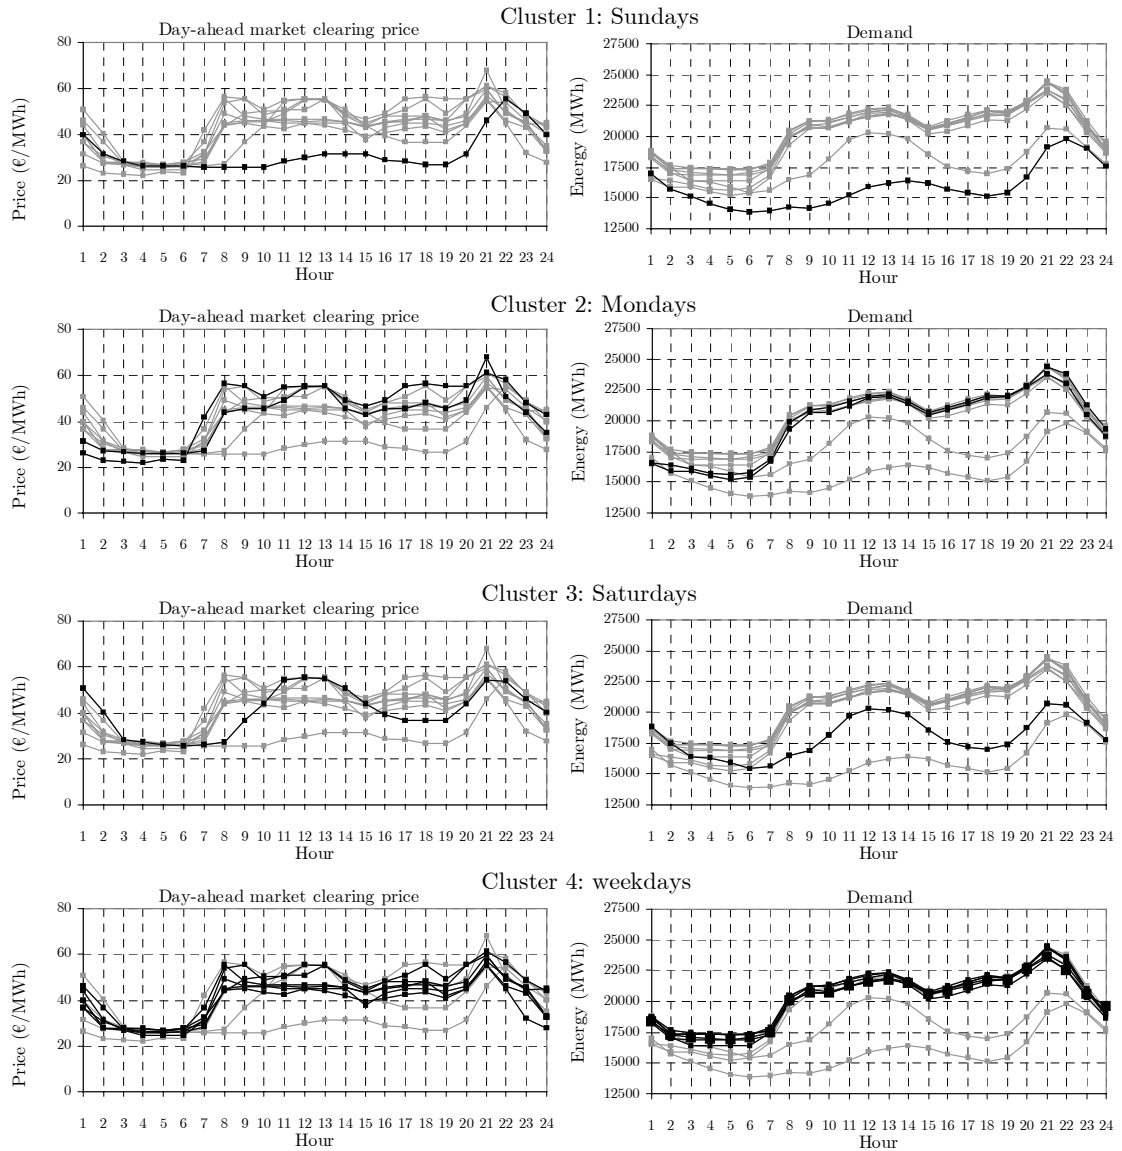 Cluster 1: Sundays
Day-ahead market clearing price
80
60
40
20
0
Price (€/MWh)
1 2 3 4 5 6 7 8 9 10 11 12 13 14 15 16 17 18 19 20 21 22 23 24
Hour
Demand
27500
25000
22500
20000
17500
15000
12500
Energy (MWh)
1 2 3 4 5 6 7 8 9 10 11 12 13 14 15 16 17 18 19 20 21 22 23 24
Hour
Cluster 2: Mondays
Day-ahead market clearing price
80
60
40
20
0
Price (€/MWh)
1 2 3 4 5 6 7 8 9 10 11 12 13 14 15 16 17 18 19 20 21 22 23 24
Hour
Demand
27500
25000
22500
20000
17500
15000
12500
Energy (MWh)
1 2 3 4 5 6 7 8 9 10 11 12 13 14 15 16 17 18 19 20 21 22 23 24
Hour
Cluster 3: Saturdays
Day-ahead market clearing price
80
60
40
20
0
Price (€/MWh)
1 2 3 4 5 6 7 8 9 10 11 12 13 14 15 16 17 18 19 20 21 22 23 24
Hour
Demand
27500
25000
22500
20000
17500
15000
12500
Energy (MWh)
1 2 3 4 5 6 7 8 9 10 11 12 13 14 15 16 17 18 19 20 21 22 23 24
Hour
Cluster 4: weekdays
Day-ahead market clearing price
80
60
40
20
0
Price (€/MWh)
1 2 3 4 5 6 7 8 9 10 11 12 13 14 15 16 17 18 19 20 21 22 23 24
Hour
Demand
27500
25000
22500
20000
17500
15000
12500
Energy (MWh)
1 2 3 4 5 6 7 8 9 10 11 12 13 14 15 16 17 18 19 20 21 22 23 24
Hour